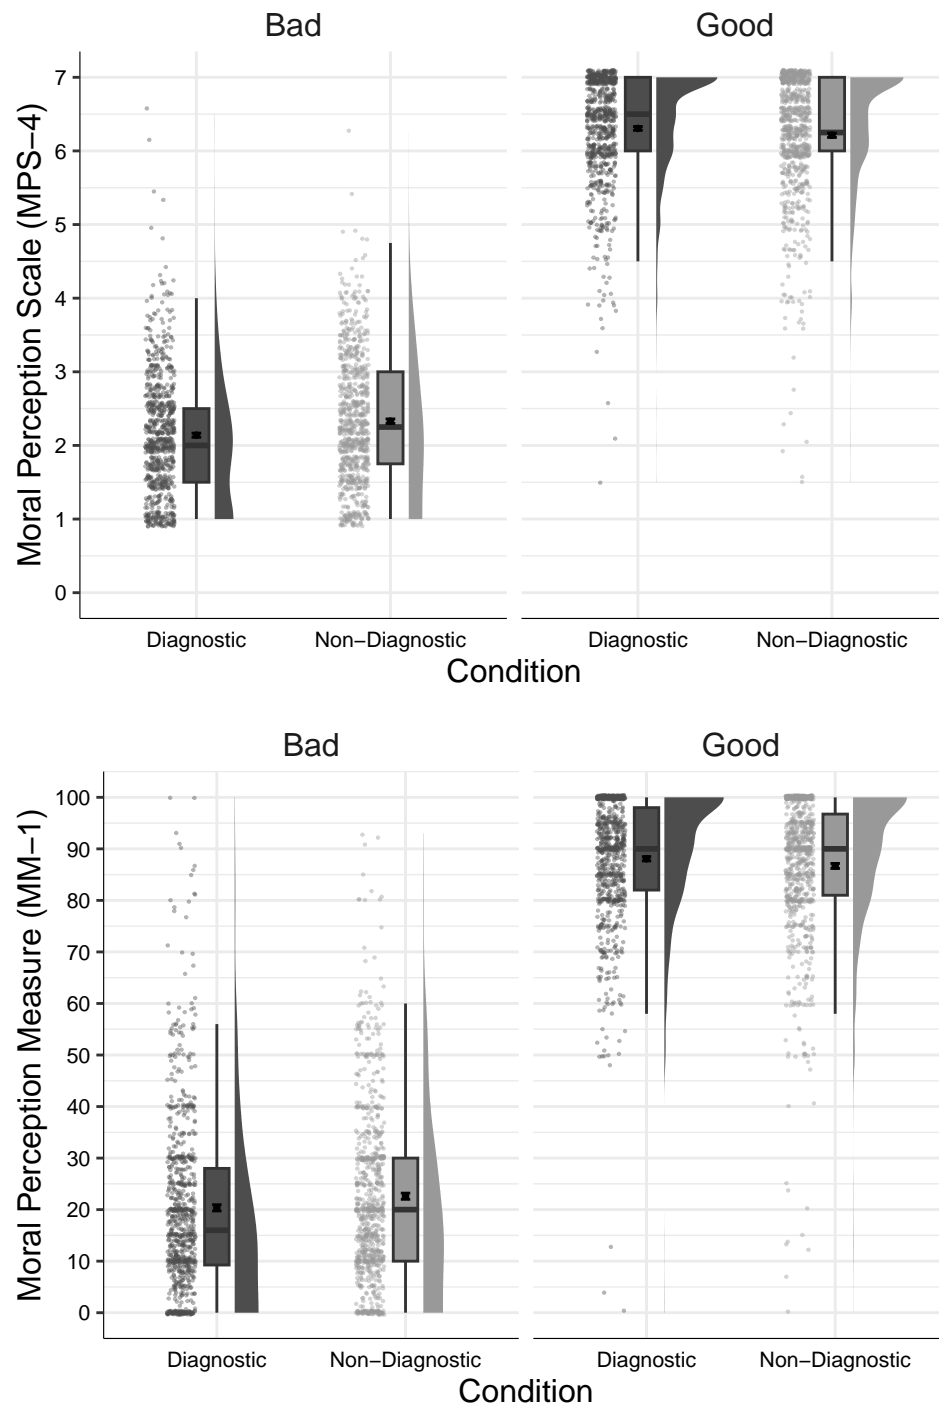 Bad Good
Moral Perception Scale (MPS−4)
7
6
5
4
3
2
1
0
Diagnostic Non−Diagnostic Diagnostic Non−Diagnostic
Condition
Bad Good
Moral Perception Measure (MM−1)
100
90
80
70
60
50
40
30
20
10
0
Diagnostic Non−Diagnostic Diagnostic Non−Diagnostic
Condition